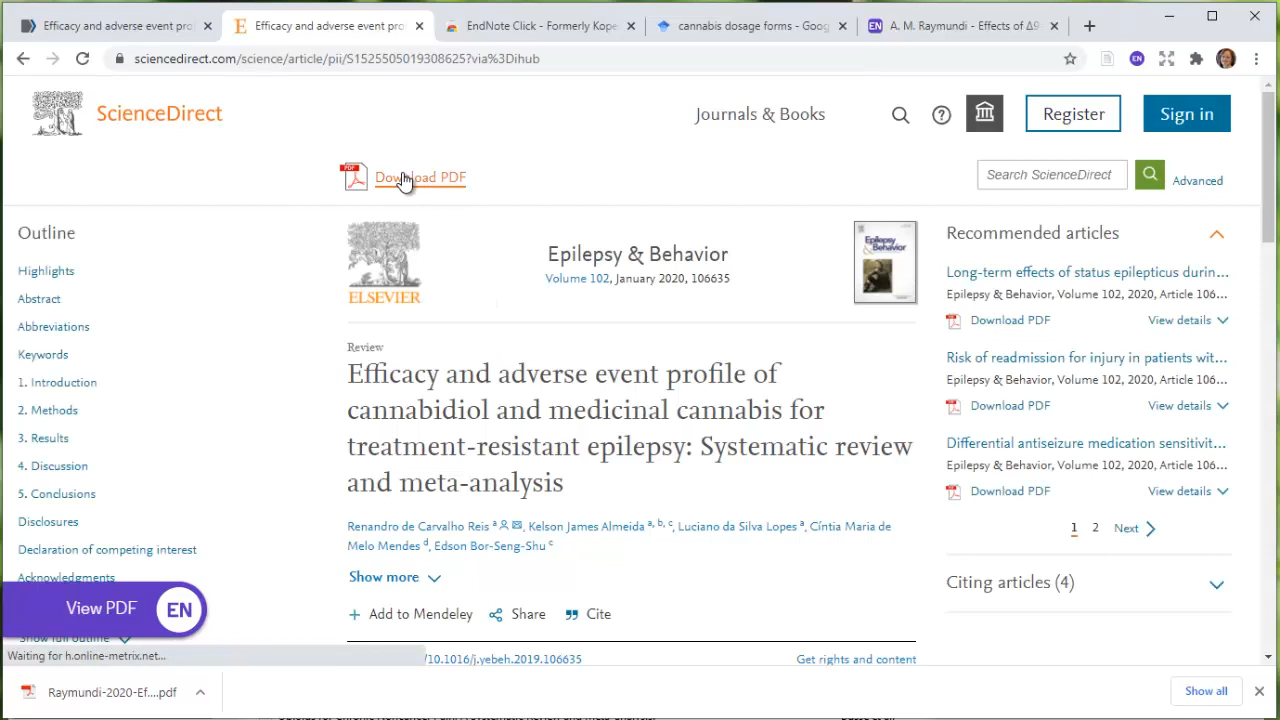 Efficacy and adverse event pro
Efficacy and adverse event pro
EndNote Click - Formerly Kope
cannabis dosage forms - Goog
EN A. M. Raymundi - Effects of Δ9
sciencedirect.com/science/article/pii/S1525505019308625?via%3Dihub
EN
ScienceDirect
Journals & Books
Register
Sign in
PDF
Download PDF
Search ScienceDirect
Advanced
Outline
Highlights
Abstract
Abbreviations
Keywords
1. Introduction
2. Methods
3. Results
4. Discussion
5. Conclusions
Disclosures
Declaration of competing interest
Acknowledgments
View PDF EN
Show full outline
Waiting for h.online-metrix.net...
ELSEVIER
Epilepsy & Behavior
Volume 102, January 2020, 106635
Epilepsy & Behavior
Review
Efficacy and adverse event profile of
cannabidiol and medicinal cannabis for
treatment-resistant epilepsy: Systematic review
and meta-analysis
Renandro de Carvalho Reis a, Kelson James Almeida a, b, c, Luciano da Silva Lopes a, Cíntia Maria de
Melo Mendes d, Edson Bor-Seng-Shu c
Show more
+ Add to Mendeley
Share
Cite
/10.1016/j.yebeh.2019.106635
Get rights and content
Recommended articles
Long-term effects of status epilepticus durin...
Epilepsy & Behavior, Volume 102, 2020, Article 106...
Download PDF
View details
Risk of readmission for injury in patients wit...
Epilepsy & Behavior, Volume 102, 2020, Article 106...
Download PDF
View details
Differential antiseizure medication sensitivit...
Epilepsy & Behavior, Volume 102, 2020, Article 106...
Download PDF
View details
1 2 Next
Citing articles (4)
Raymundi-2020-Ef....pdf
Show all